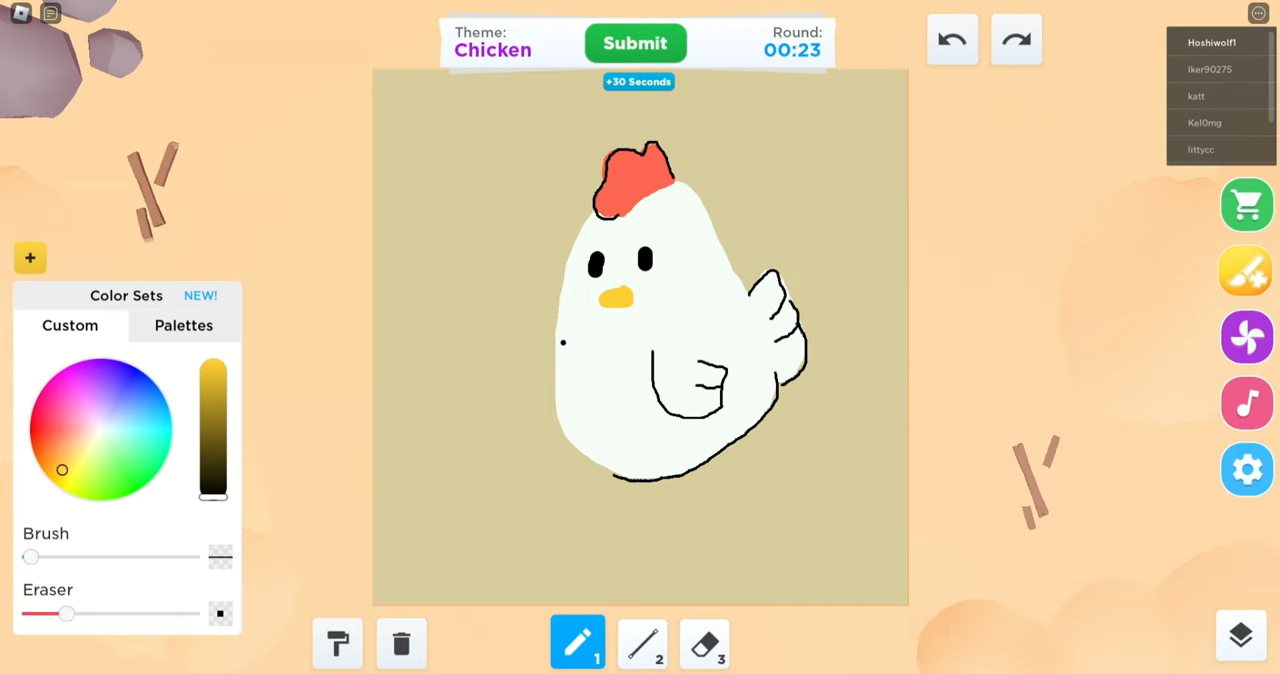 Theme:
Chicken
Submit
Round:
00:23
+30 Seconds
Hoshiwolf1
Iker90275
katt
Kel0mg
littycc
+
Color Sets NEW!
Custom Palettes
Brush
Eraser
1
2
3